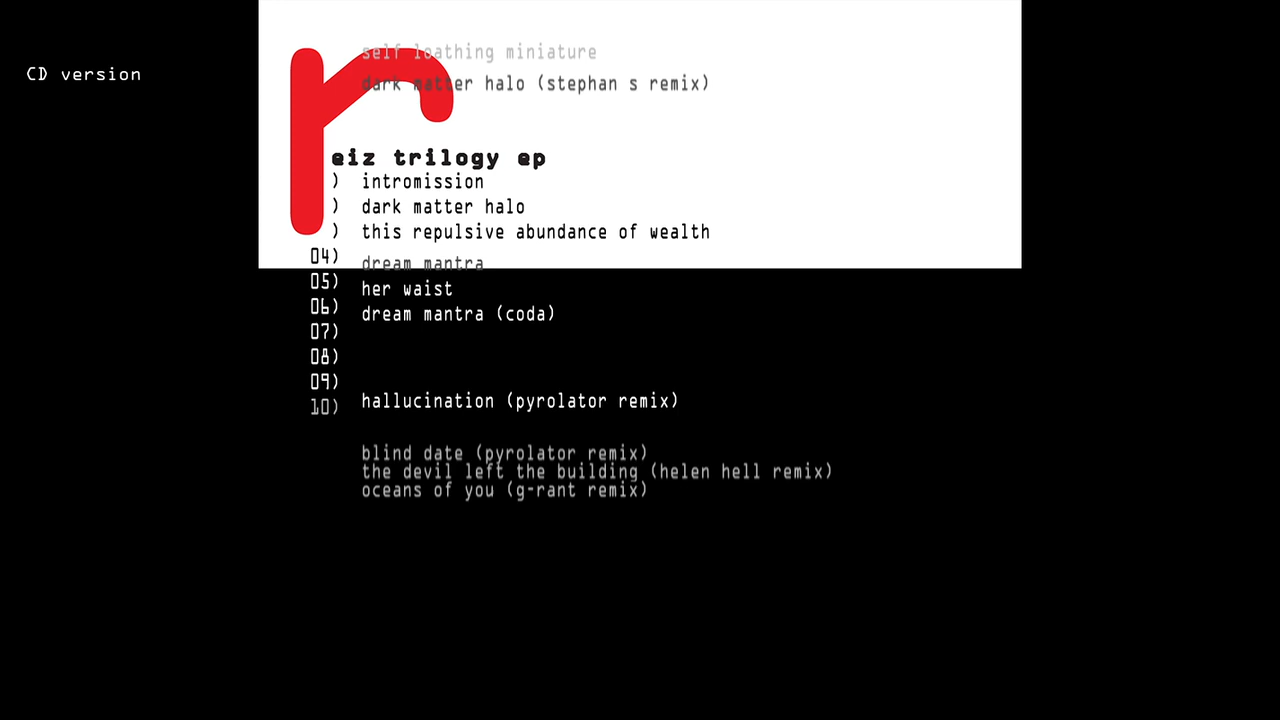 CD version
self loathing miniature
dark matter halo (stephan s remix)
reiz trilogy ep
) intromission
) dark matter halo
) this repulsive abundance of wealth
04) dream mantra
05) her waist
06) dream mantra (coda)
07)
08)
09)
10) hallucination (pyrolator remix)
blind date (pyrolator remix)
the devil left the building (helen hell remix)
oceans of you (g-rant remix)